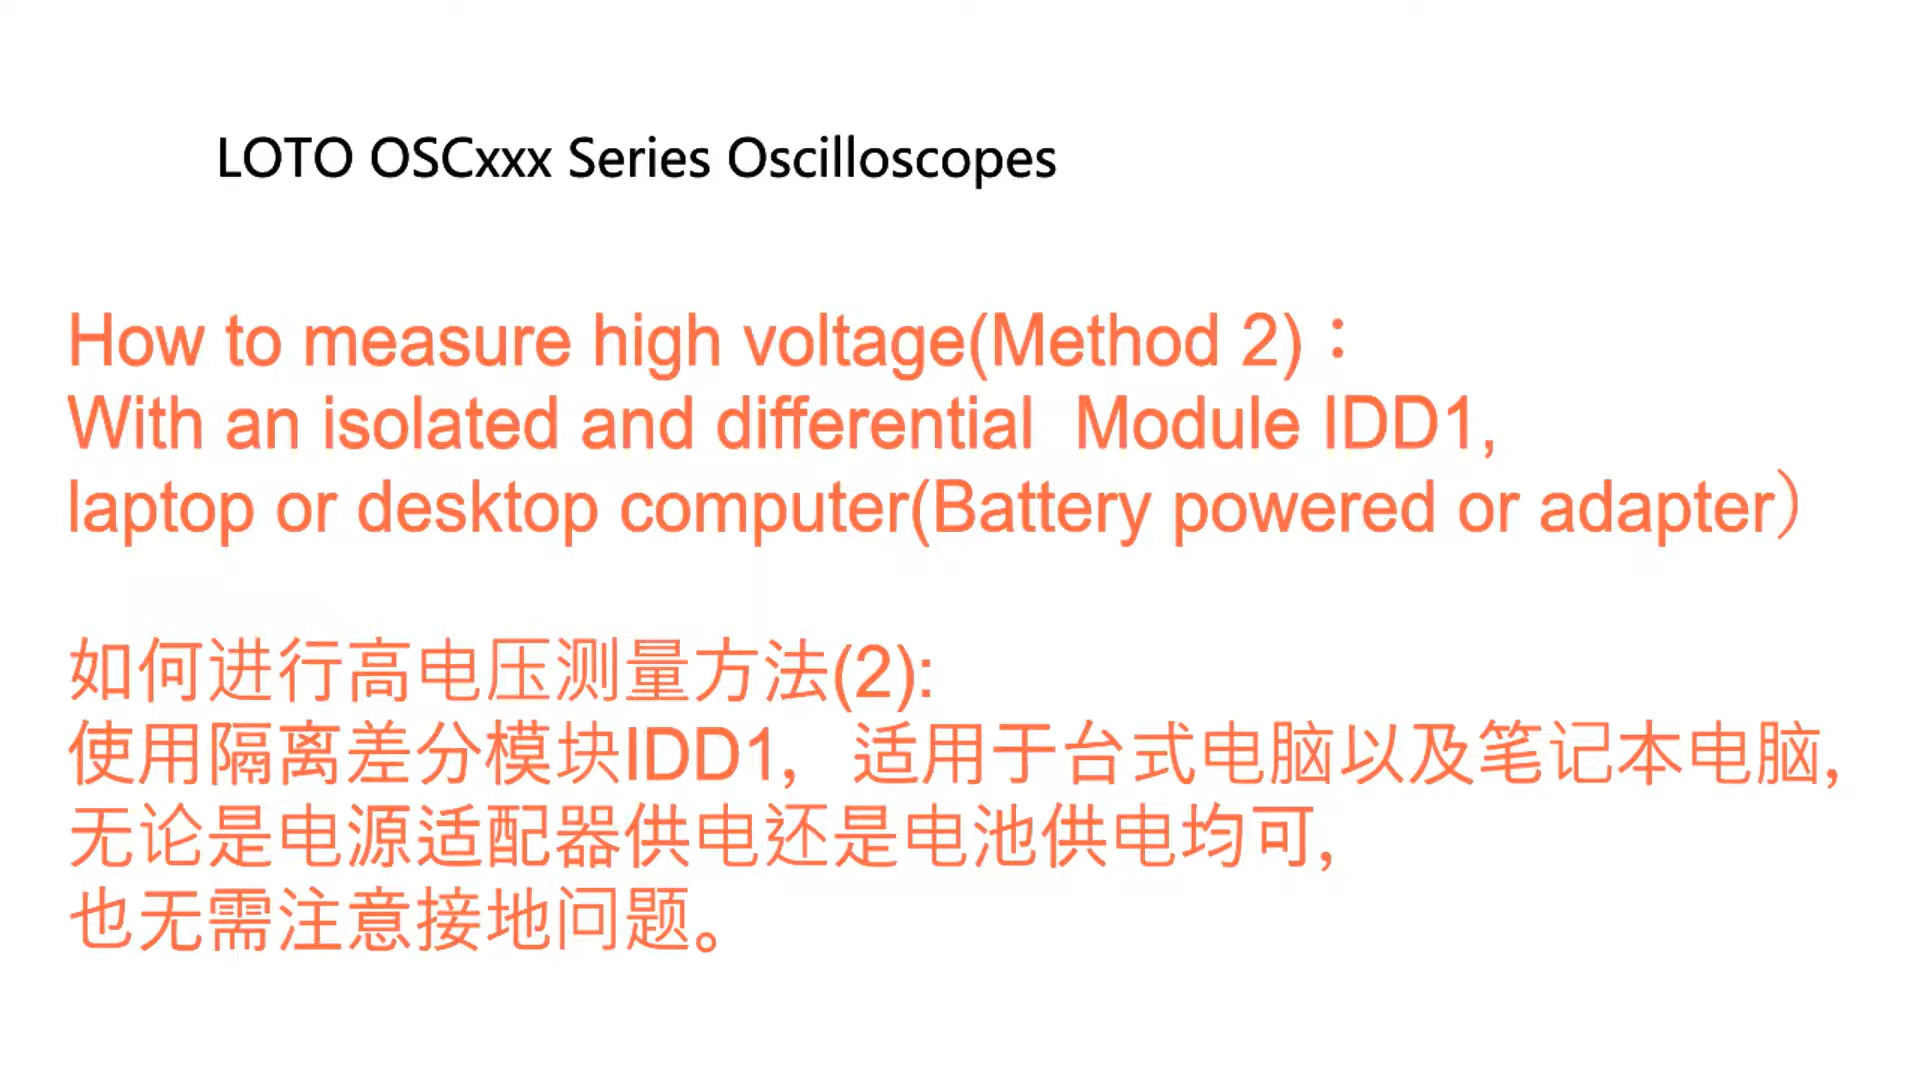 LOTO OSCxxx Series Oscilloscopes
How to measure high voltage(Method 2)：
With an isolated and differential  Module IDD1,
laptop or desktop computer(Battery powered or adapter）
如何进行高电压测量方法(2):
使用隔离差分模块IDD1， 适用于台式电脑以及笔记本电脑,
无论是电源适配器供电还是电池供电均可,
也无需注意接地问题。